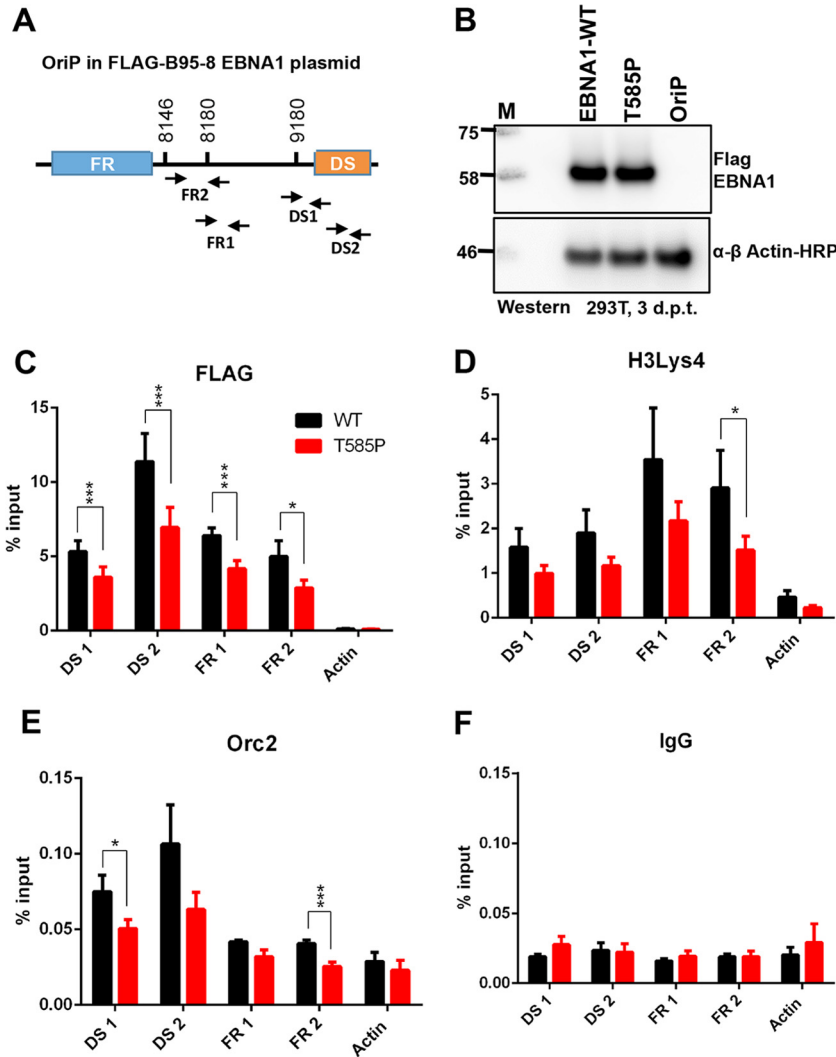 A
OriP in FLAG-B95-8 EBNA1 plasmid
8146
8180
9180
FR
DS
FR2
DS1
FR1
DS2
B
EBNA1-WT
T585P
OriP
M
75
58
Flag
EBNA1
46
α-β Actin-HRP
Western 293T, 3 d.p.t.
C
FLAG
WT
T585P
% input
15
10
5
0
***
***
***
*
DS 1
DS 2
FR 1
FR 2
Actin
D
H3Lys4
% input
5
4
3
2
1
0
*
DS 1
DS 2
FR 1
FR 2
Actin
E
Orc2
% input
0.15
0.10
0.05
0.00
*
***
DS 1
DS 2
FR 1
FR 2
Actin
F
IgG
% input
0.15
0.10
0.05
0.00
DS 1
DS 2
FR 1
FR 2
Actin